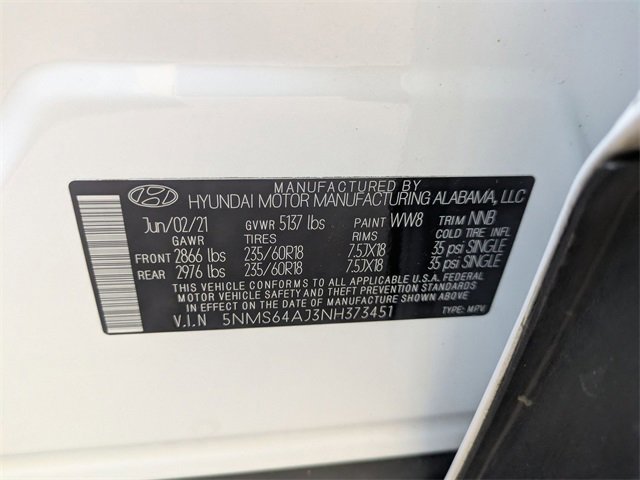 MANUFACTURED BY
HYUNDAI MOTOR MANUFACTURING ALABAMA, LLC
Jun/02/21 GVWR 5137 lbs PAINT WW8 TRIM NNB
GAWR TIRES RIMS COLD TIRE INFL
FRONT 2866 lbs 235/60R18 7.5JX18 35 psi SINGLE
REAR 2976 lbs 235/60R18 7.5JX18 35 psi SINGLE
THIS VEHICLE CONFORMS TO ALL APPLICABLE U.S.A. FEDERAL
MOTOR VEHICLE SAFETY STANDARDS IN
EFFECT ON THE DATE OF MANUFACTURE SHOWN ABOVE
V.I.N 5NMS64AJ3NH373451 TYPE: MPV